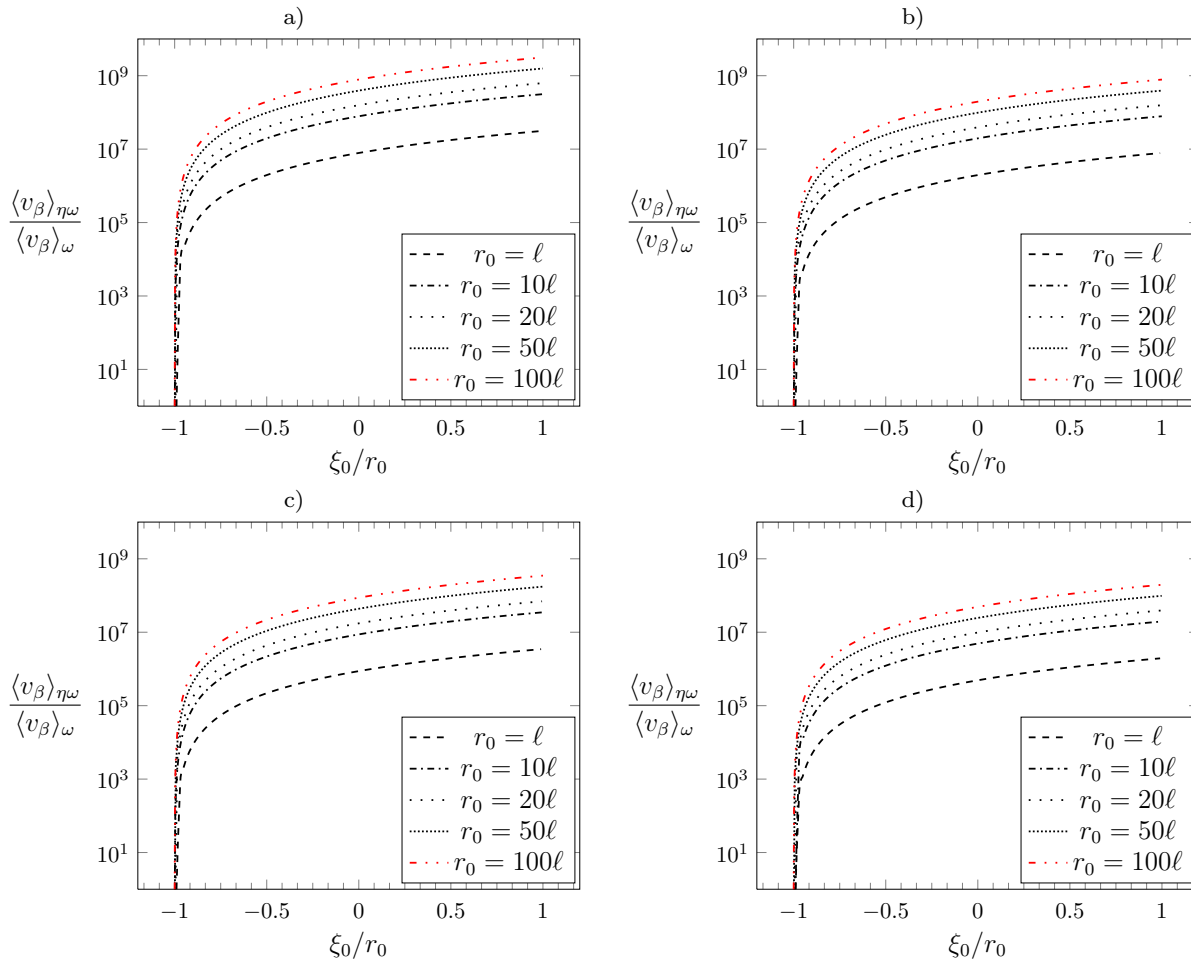 a)
10^9
10^7
10^5
10^3
10^1
⟨v_β⟩_ηω
⟨v_β⟩_ω
r_0 = ℓ
r_0 = 10ℓ
r_0 = 20ℓ
r_0 = 50ℓ
r_0 = 100ℓ
−1 −0.5 0 0.5 1
ξ_0/r_0
b)
10^9
10^7
10^5
10^3
10^1
⟨v_β⟩_ηω
⟨v_β⟩_ω
r_0 = ℓ
r_0 = 10ℓ
r_0 = 20ℓ
r_0 = 50ℓ
r_0 = 100ℓ
−1 −0.5 0 0.5 1
ξ_0/r_0
c)
10^9
10^7
10^5
10^3
10^1
⟨v_β⟩_ηω
⟨v_β⟩_ω
r_0 = ℓ
r_0 = 10ℓ
r_0 = 20ℓ
r_0 = 50ℓ
r_0 = 100ℓ
−1 −0.5 0 0.5 1
ξ_0/r_0
d)
10^9
10^7
10^5
10^3
10^1
⟨v_β⟩_ηω
⟨v_β⟩_ω
r_0 = ℓ
r_0 = 10ℓ
r_0 = 20ℓ
r_0 = 50ℓ
r_0 = 100ℓ
−1 −0.5 0 0.5 1
ξ_0/r_0